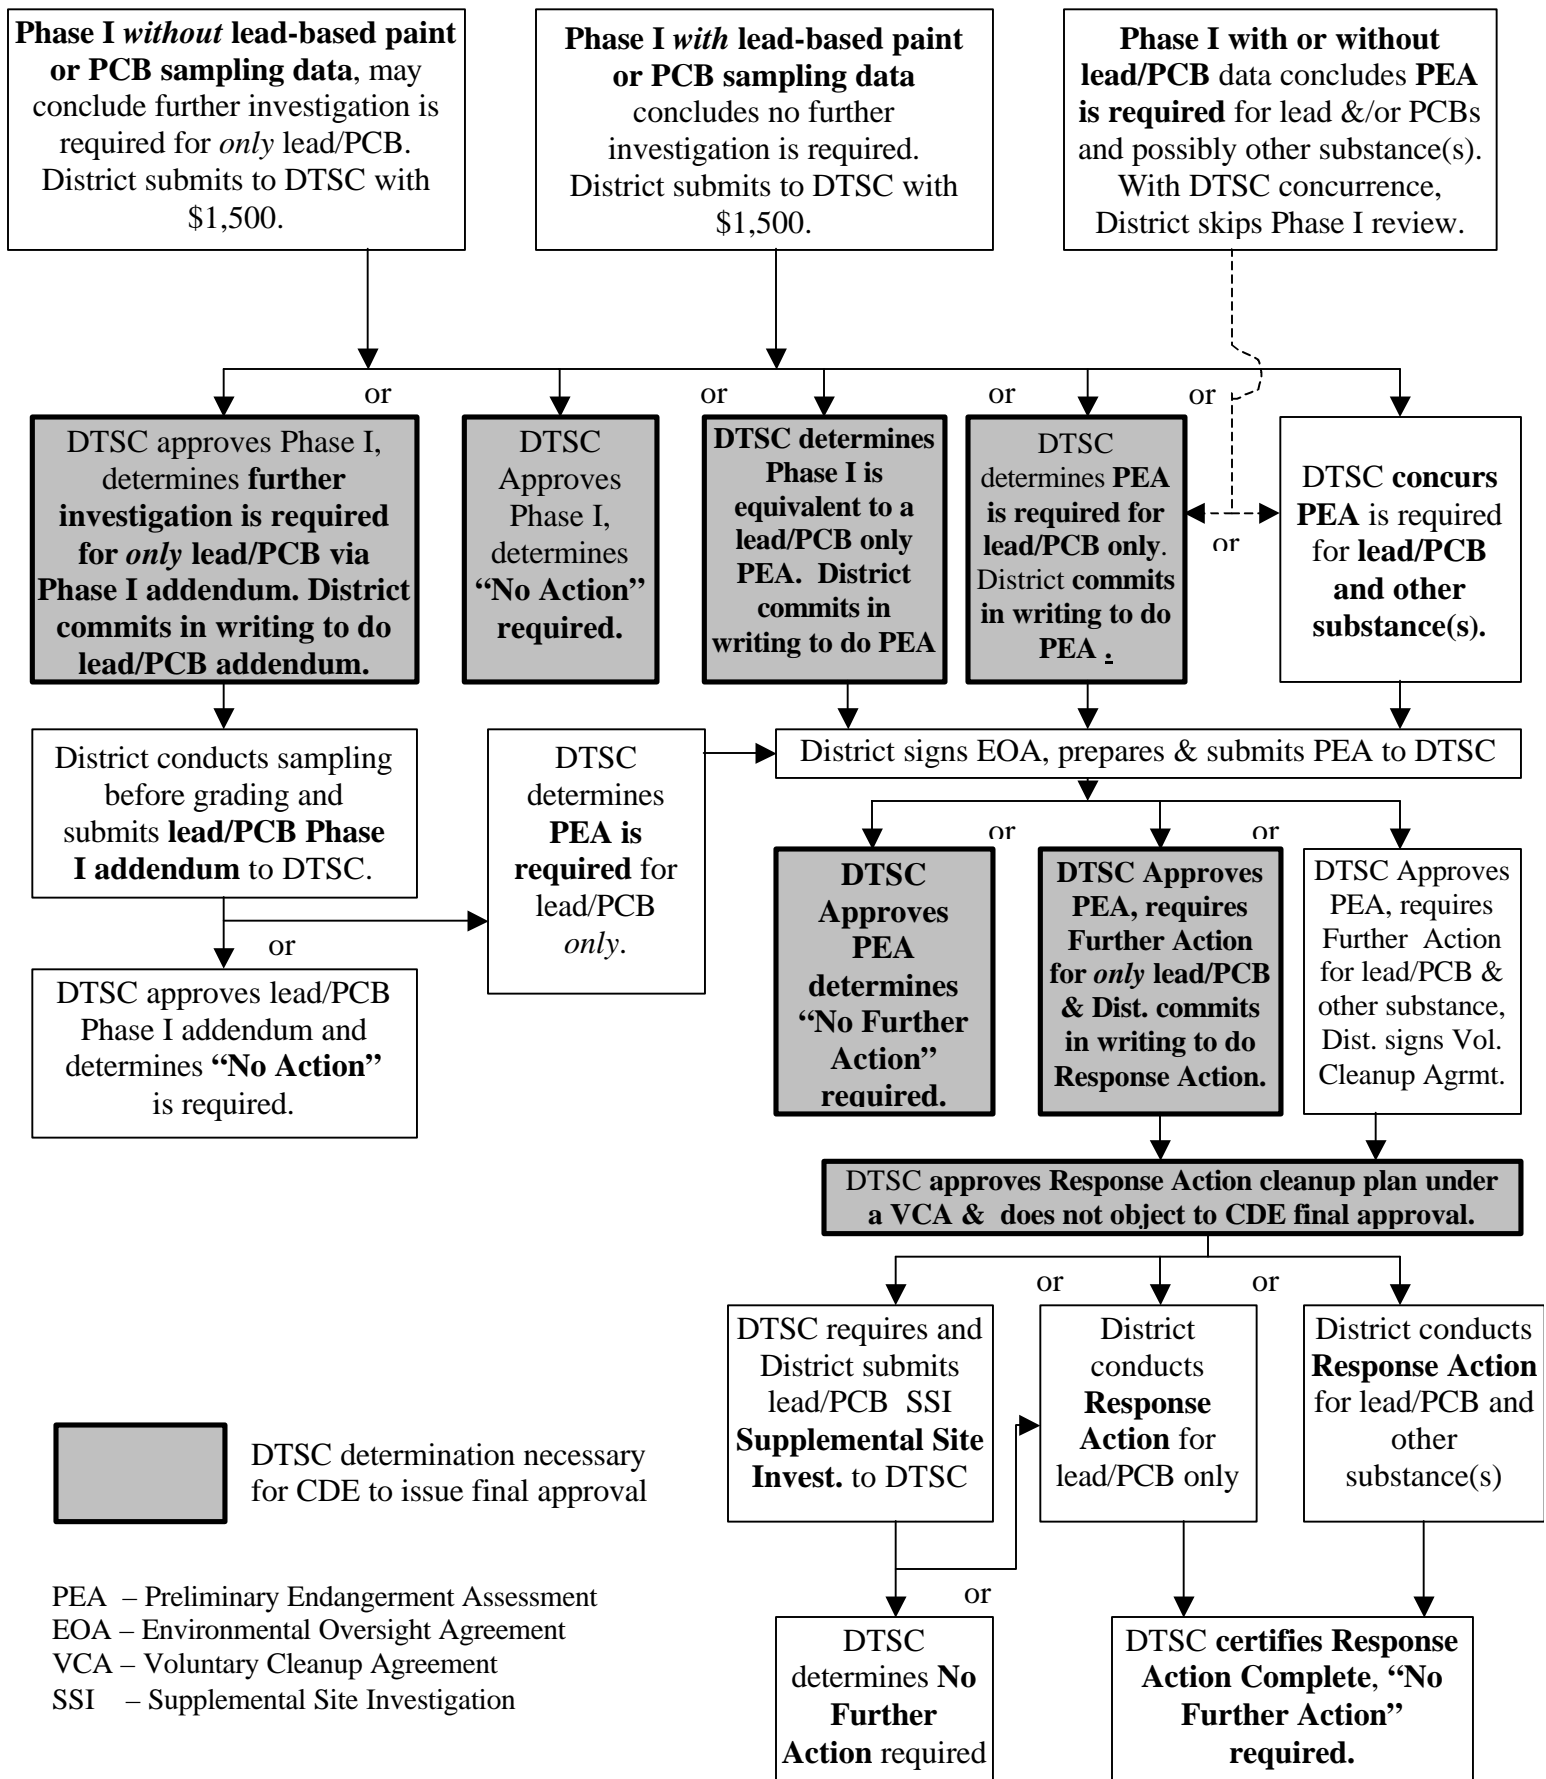 Phase I without lead-based paint
or PCB sampling data, may
conclude further investigation is
required for only lead/PCB.
District submits to DTSC with
$1,500.
Phase I with lead-based paint
or PCB sampling data
concludes no further
investigation is required.
District submits to DTSC with
$1,500.
Phase I with or without
lead/PCB data concludes PEA
is required for lead &/or PCBs
and possibly other substance(s).
With DTSC concurrence,
District skips Phase I review.
or
or
or
or
DTSC approves Phase I,
determines further
investigation is required
for only lead/PCB via
Phase I addendum. District
commits in writing to do
lead/PCB addendum.
DTSC
Approves
Phase I,
determines
“No Action”
required.
DTSC determines
Phase I is
equivalent to a
lead/PCB only
PEA. District
commits in
writing to do PEA
DTSC
determines PEA
is required for
lead/PCB only.
District commits
in writing to do
PEA .
or
DTSC concurs
PEA is required
for lead/PCB
and other
substance(s).
District conducts sampling
before grading and
submits lead/PCB Phase
I addendum to DTSC.
DTSC
determines
PEA is
required for
lead/PCB
only.
District signs EOA, prepares & submits PEA to DTSC
or
or
or
DTSC approves lead/PCB
Phase I addendum and
determines “No Action”
is required.
DTSC
Approves
PEA
determines
“No Further
Action”
required.
DTSC Approves
PEA, requires
Further Action
for only lead/PCB
& Dist. commits
in writing to do
Response Action.
DTSC Approves
PEA, requires
Further Action
for lead/PCB &
other substance,
Dist. signs Vol.
Cleanup Agrmt.
DTSC approves Response Action cleanup plan under
a VCA & does not object to CDE final approval.
or
or
DTSC requires and
District submits
lead/PCB SSI
Supplemental Site
Invest. to DTSC
District
conducts
Response
Action for
lead/PCB only
District conducts
Response Action
for lead/PCB and
other
substance(s)
DTSC determination necessary
for CDE to issue final approval
or
PEA – Preliminary Endangerment Assessment
EOA – Environmental Oversight Agreement
VCA – Voluntary Cleanup Agreement
SSI – Supplemental Site Investigation
DTSC
determines No
Further
Action required
DTSC certifies Response
Action Complete, “No
Further Action”
required.